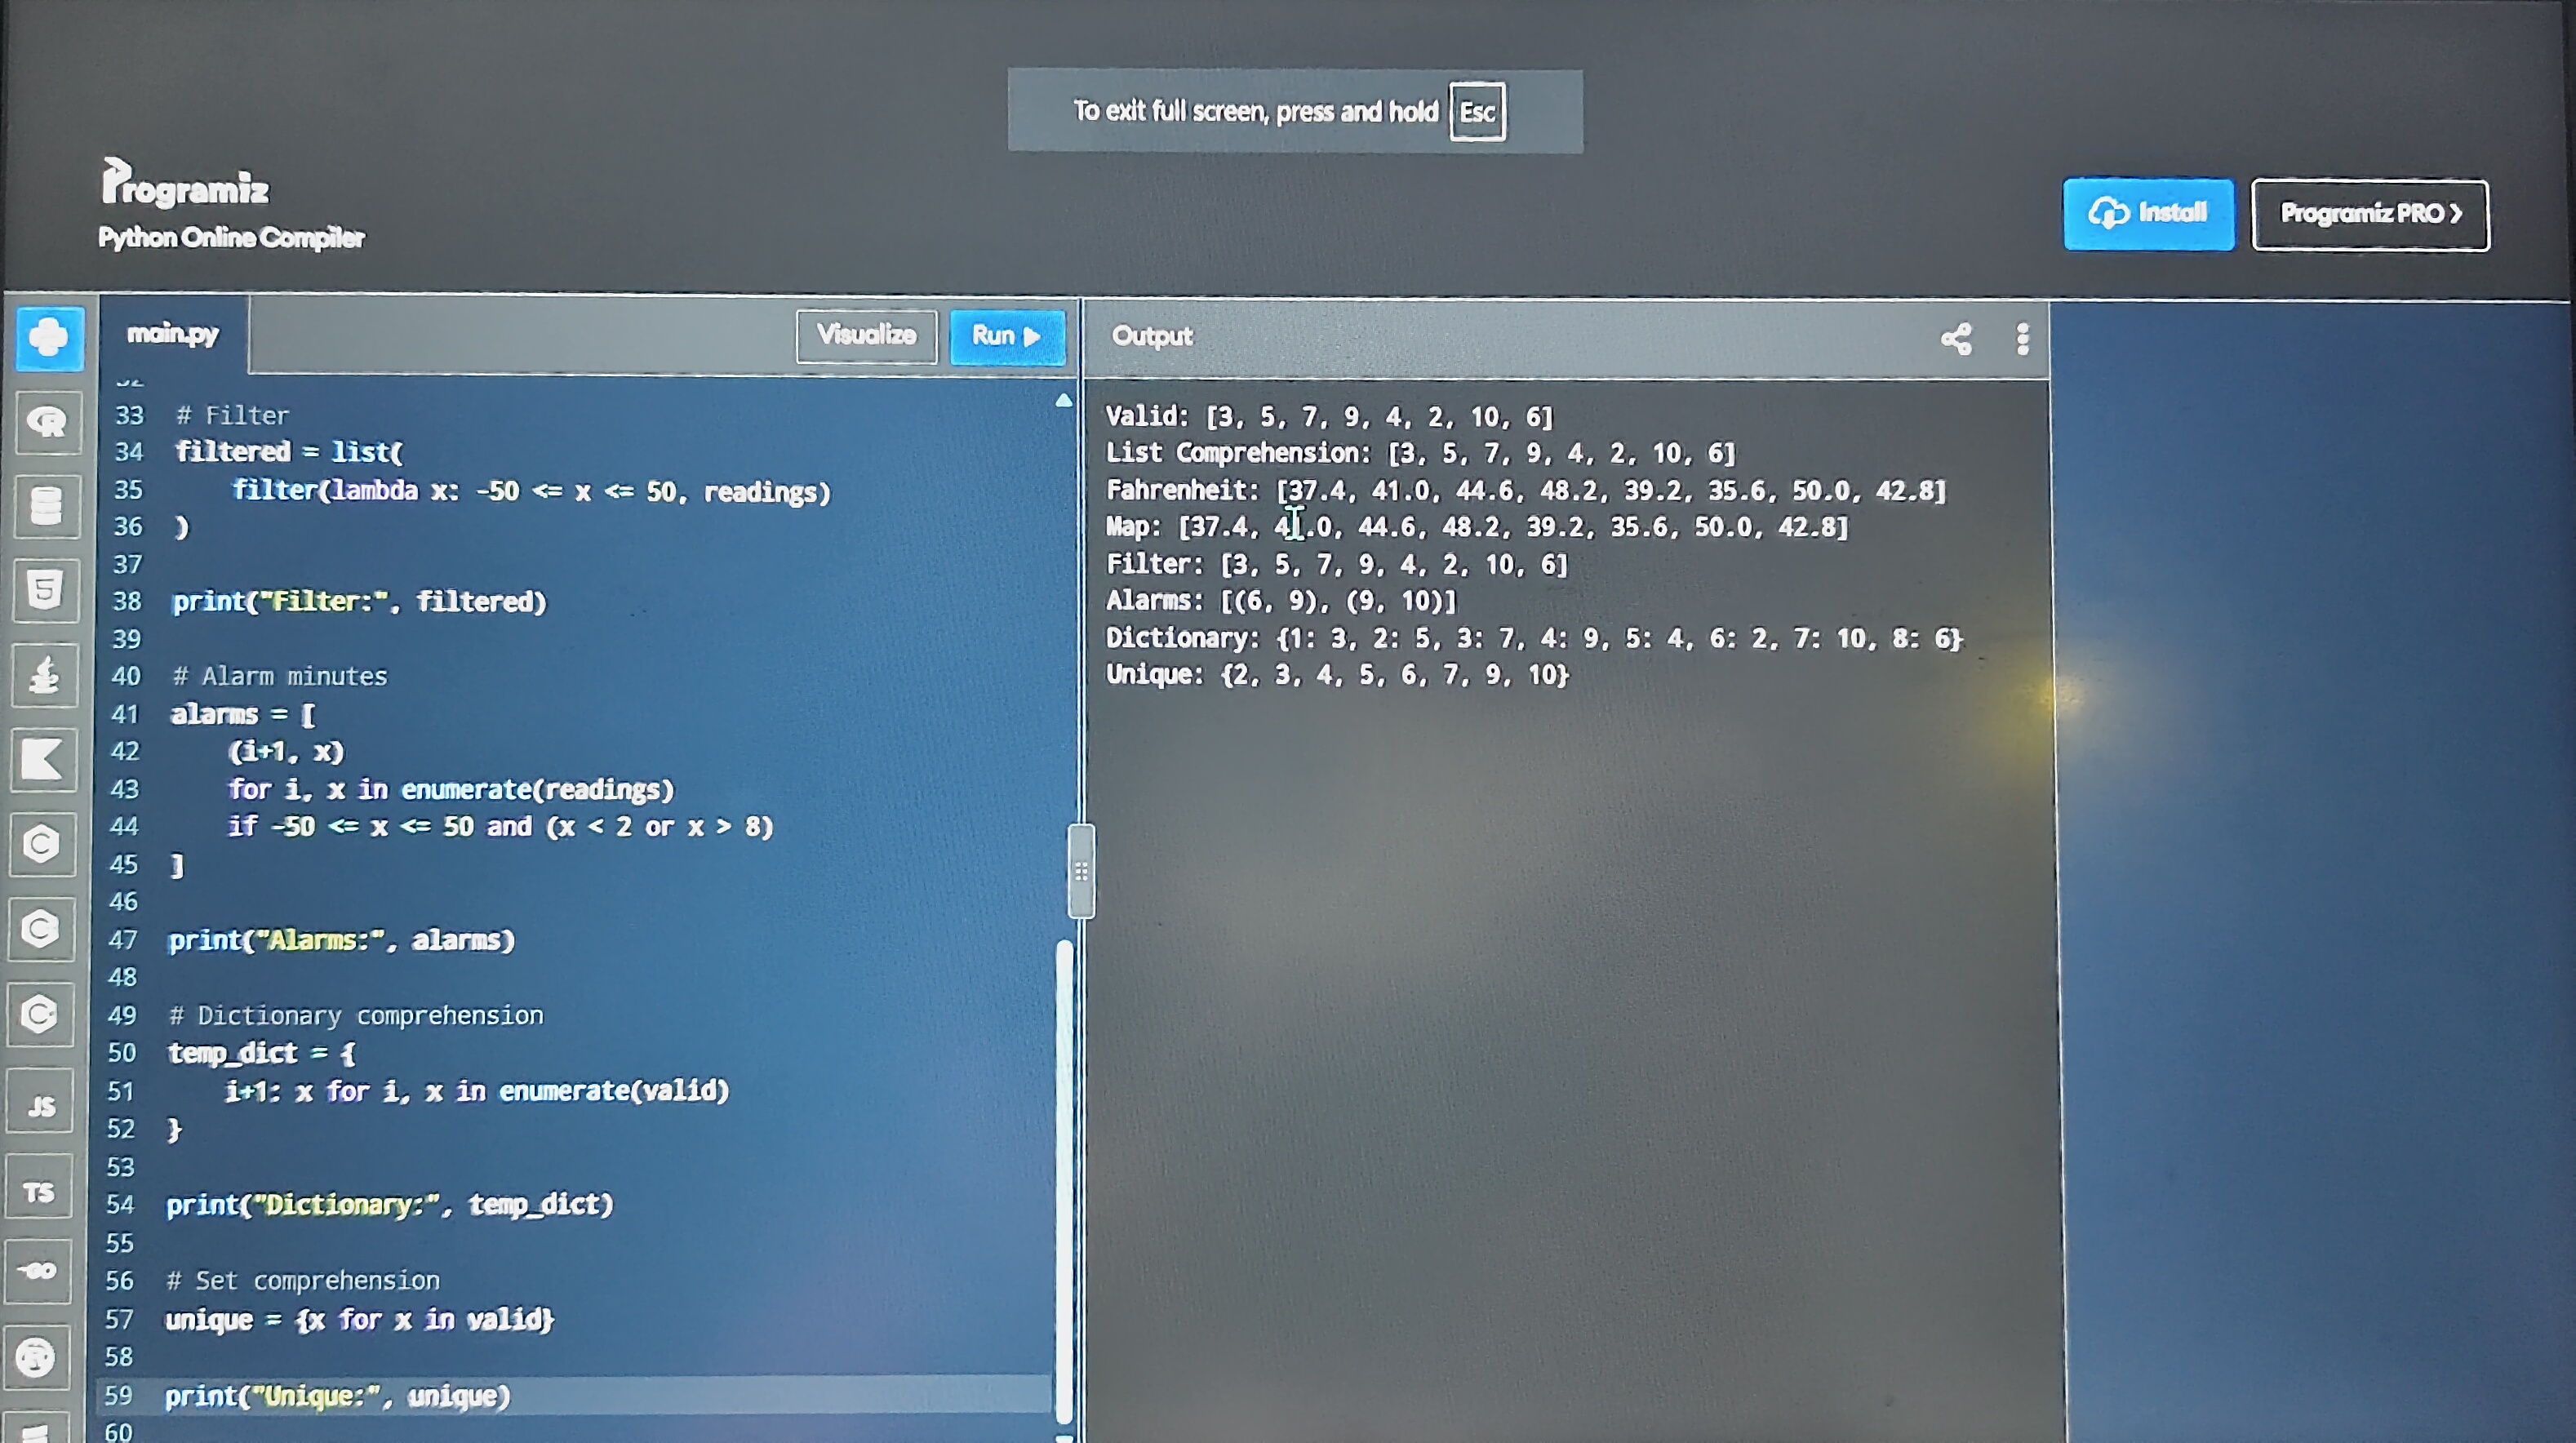 To exit full screen, press and hold Esc
Programiz
Python Online Compiler
Install
Programiz PRO
main.py
Visualize
Run
Output
33 # Filter
34 filtered = list(
35 filter(lambda x: -50 <= x <= 50, readings)
36 )
37
38 print("Filter:", filtered)
39
40 # Alarm minutes
41 alarms = [
42 (i+1, x)
43 for i, x in enumerate(readings)
44 if -50 <= x <= 50 and (x < 2 or x > 8)
45 ]
46
47 print("Alarms:", alarms)
48
49 # Dictionary comprehension
50 temp_dict = {
51 i+1: x for i, x in enumerate(valid)
52 }
53
54 print("Dictionary:", temp_dict)
55
56 # Set comprehension
57 unique = {x for x in valid}
58
59 print("Unique:", unique)
60
Valid: [3, 5, 7, 9, 4, 2, 10, 6]
List Comprehension: [3, 5, 7, 9, 4, 2, 10, 6]
Fahrenheit: [37.4, 41.0, 44.6, 48.2, 39.2, 35.6, 50.0, 42.8]
Map: [37.4, 41.0, 44.6, 48.2, 39.2, 35.6, 50.0, 42.8]
Filter: [3, 5, 7, 9, 4, 2, 10, 6]
Alarms: [(6, 9), (9, 10)]
Dictionary: {1: 3, 2: 5, 3: 7, 4: 9, 5: 4, 6: 2, 7: 10, 8: 6}
Unique: {2, 3, 4, 5, 6, 7, 9, 10}
R
5
C
C
C
JS
TS
GO